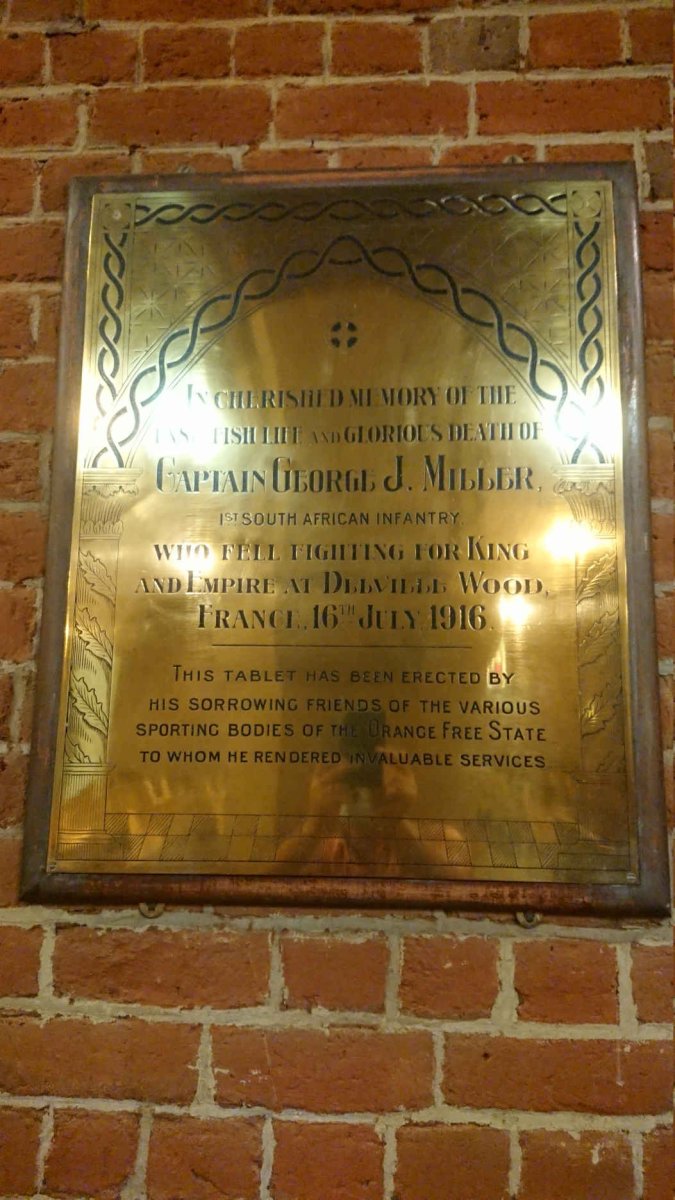 IN CHERISHED MEMORY OF THE
LIFE AND GLORIOUS DEATH OF
CAPTAIN GEORGE J. MILLER,
1ST SOUTH AFRICAN INFANTRY,
WHO FELL FIGHTING FOR KING
AND EMPIRE AT DELVILLE WOOD,
FRANCE, 16TH JULY, 1916.
THIS TABLET HAS BEEN ERECTED BY
HIS SORROWING FRIENDS OF THE VARIOUS
SPORTING BODIES OF THE ORANGE FREE STATE
TO WHOM HE RENDERED INVALUABLE SERVICES